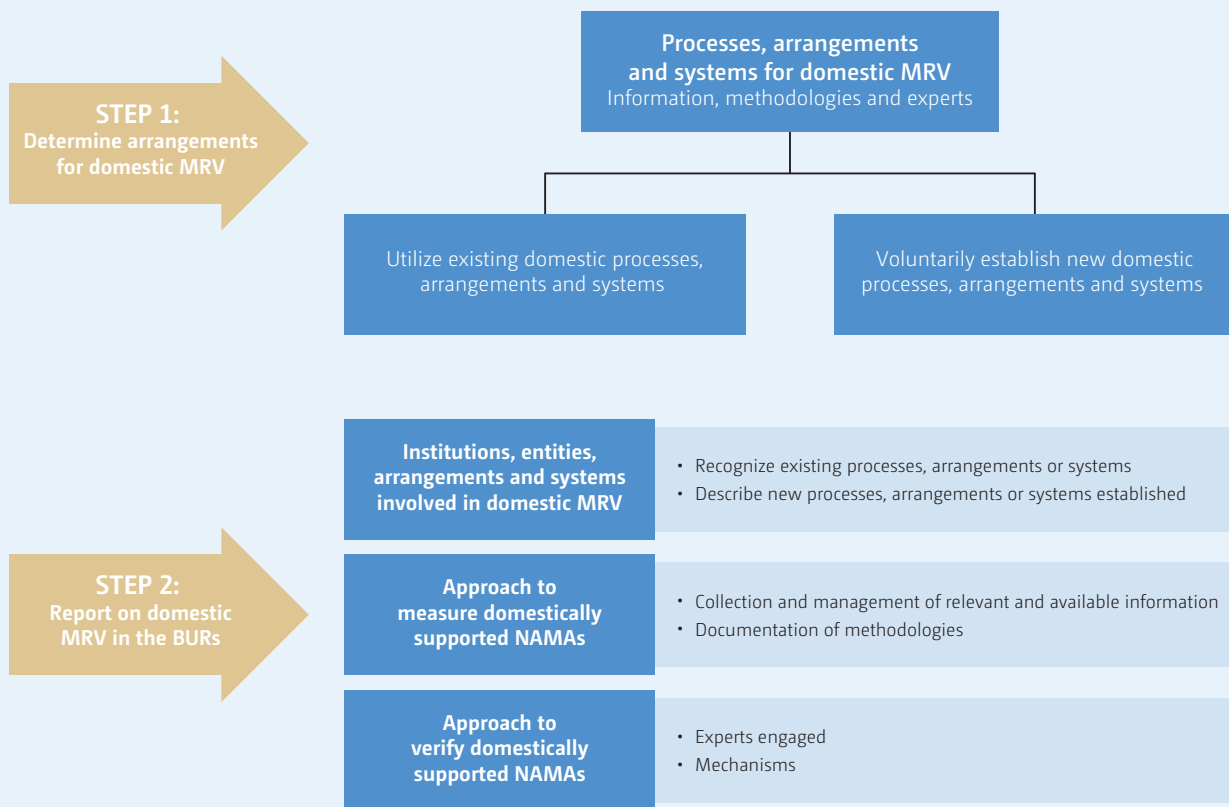 STEP 1:
Determine arrangements
for domestic MRV
Processes, arrangements
and systems for domestic MRV
Information, methodologies and experts
Utilize existing domestic processes,
arrangements and systems
Voluntarily establish new domestic
processes, arrangements and systems
STEP 2:
Report on domestic
MRV in the BURs
Institutions, entities,
arrangements and systems
involved in domestic MRV
• Recognize existing processes, arrangements or systems
• Describe new processes, arrangements or systems established
Approach to
measure domestically
supported NAMAs
• Collection and management of relevant and available information
• Documentation of methodologies
Approach to
verify domestically
supported NAMAs
• Experts engaged
• Mechanisms